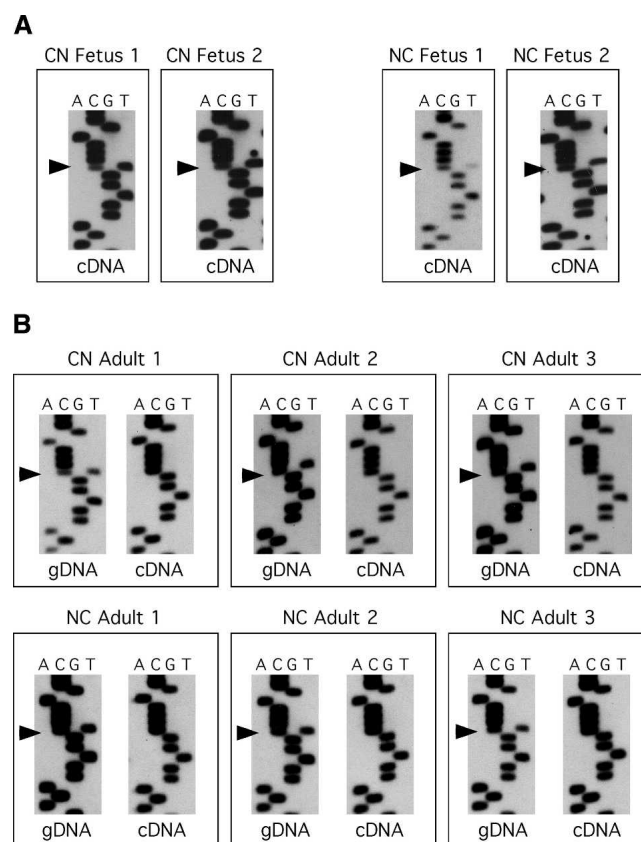 A
CN Fetus 1 CN Fetus 2 NC Fetus 1 NC Fetus 2
A C G T A C G T A C G T A C G T
cDNA cDNA cDNA cDNA
B
CN Adult 1 CN Adult 2 CN Adult 3
A C G T A C G T A C G T A C G T A C G T A C G T
gDNA cDNA gDNA cDNA gDNA cDNA
NC Adult 1 NC Adult 2 NC Adult 3
A C G T A C G T A C G T A C G T A C G T A C G T
gDNA cDNA gDNA cDNA gDNA cDNA